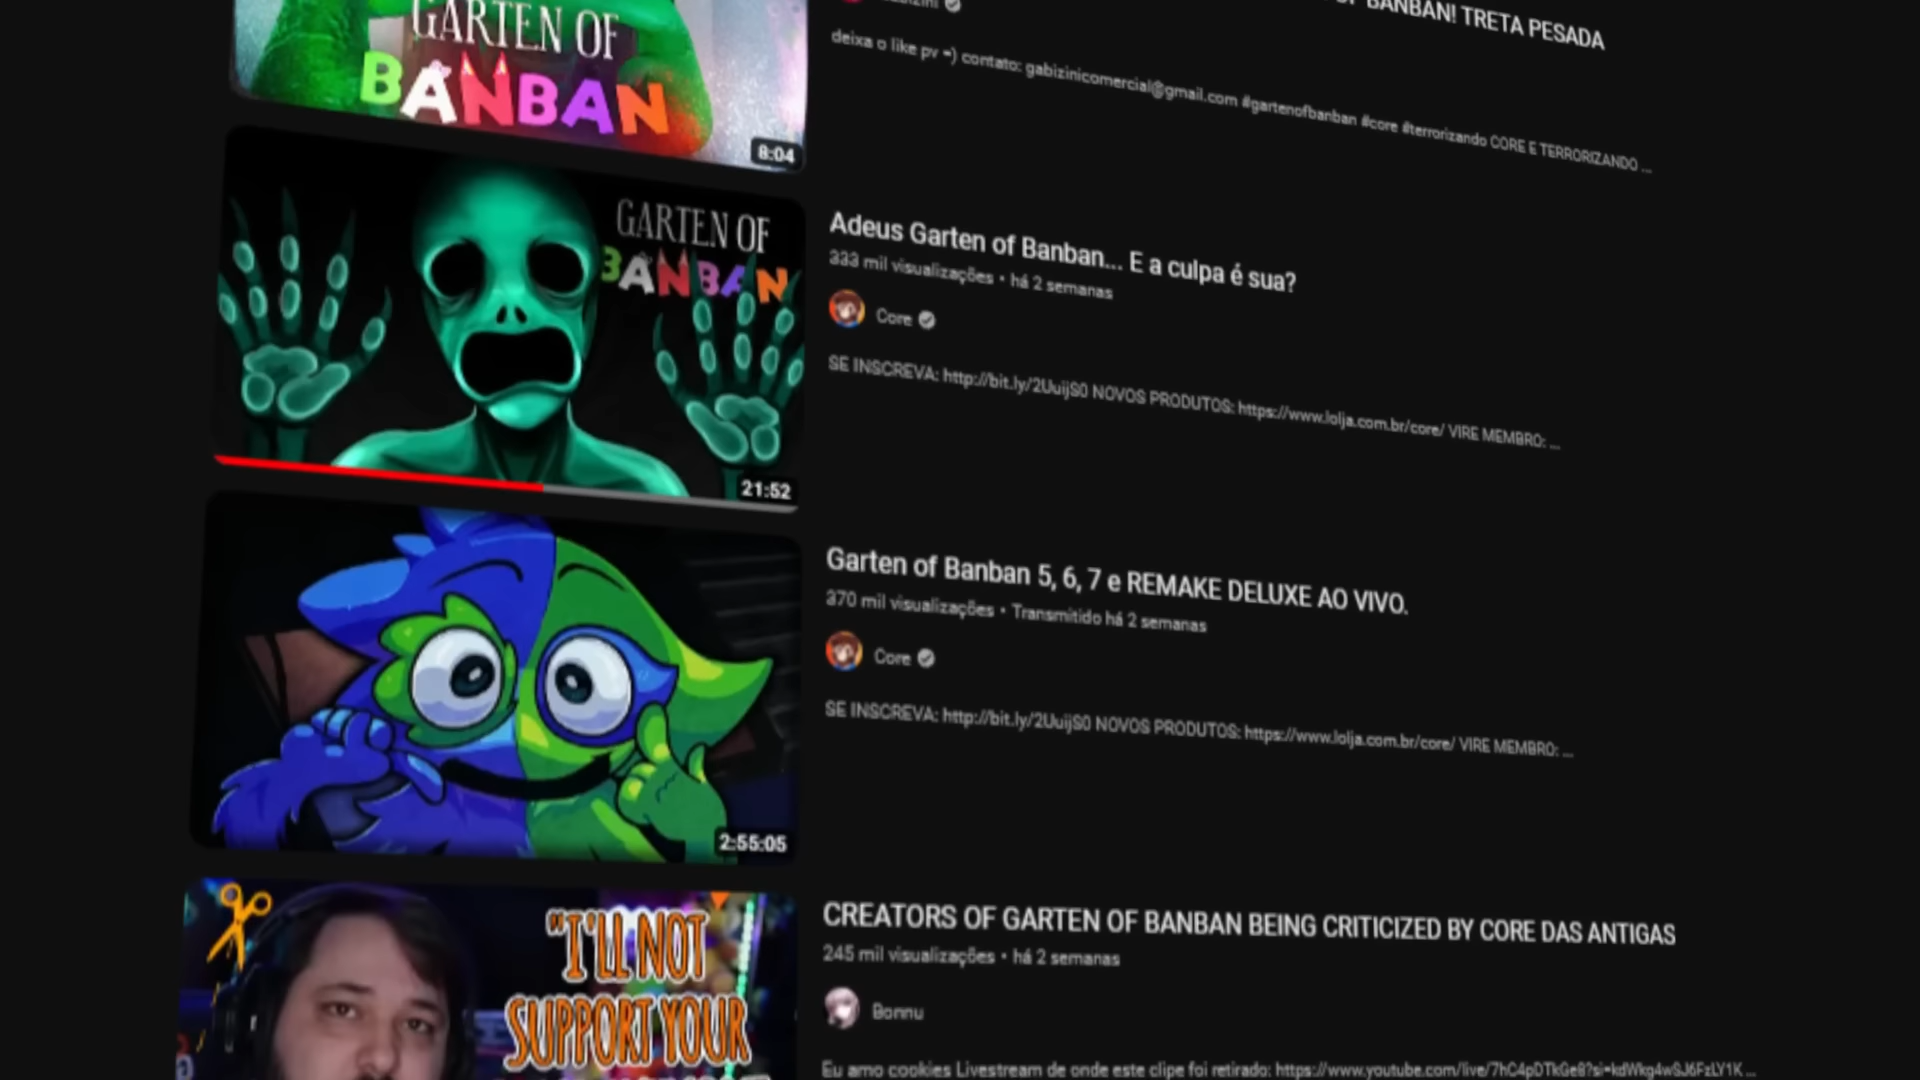 GARTEN OF
BANBAN
8:04
BANBAN! TRETA PESADA
deixa o like pv =) contato: gabizinicomercial@gmail.com #gartenofbanban #core #terrorizando CORE E TERRORIZANDO ...
GARTEN OF
BANBAN
21:52
Adeus Garten of Banban... E a culpa é sua?
333 mil visualizações • há 2 semanas
Core
SE INSCREVA: http://bit.ly/2UuijS0 NOVOS PRODUTOS: https://www.lolja.com.br/core/ VIRE MEMBRO: ...
2:55:05
Garten of Banban 5, 6, 7 e REMAKE DELUXE AO VIVO.
370 mil visualizações • Transmitido há 2 semanas
Core
SE INSCREVA: http://bit.ly/2UuijS0 NOVOS PRODUTOS: https://www.lolja.com.br/core/ VIRE MEMBRO: ...
"I'LL NOT
SUPPORT YOUR
CREATORS OF GARTEN OF BANBAN BEING CRITICIZED BY CORE DAS ANTIGAS
245 mil visualizações • há 2 semanas
Bonnu
Eu amo cookies Livestream de onde este clipe foi retirado: https://www.youtube.com/live/7hC4pDTkGe8?si=kdWkg4wSJ6FzLY1K ...